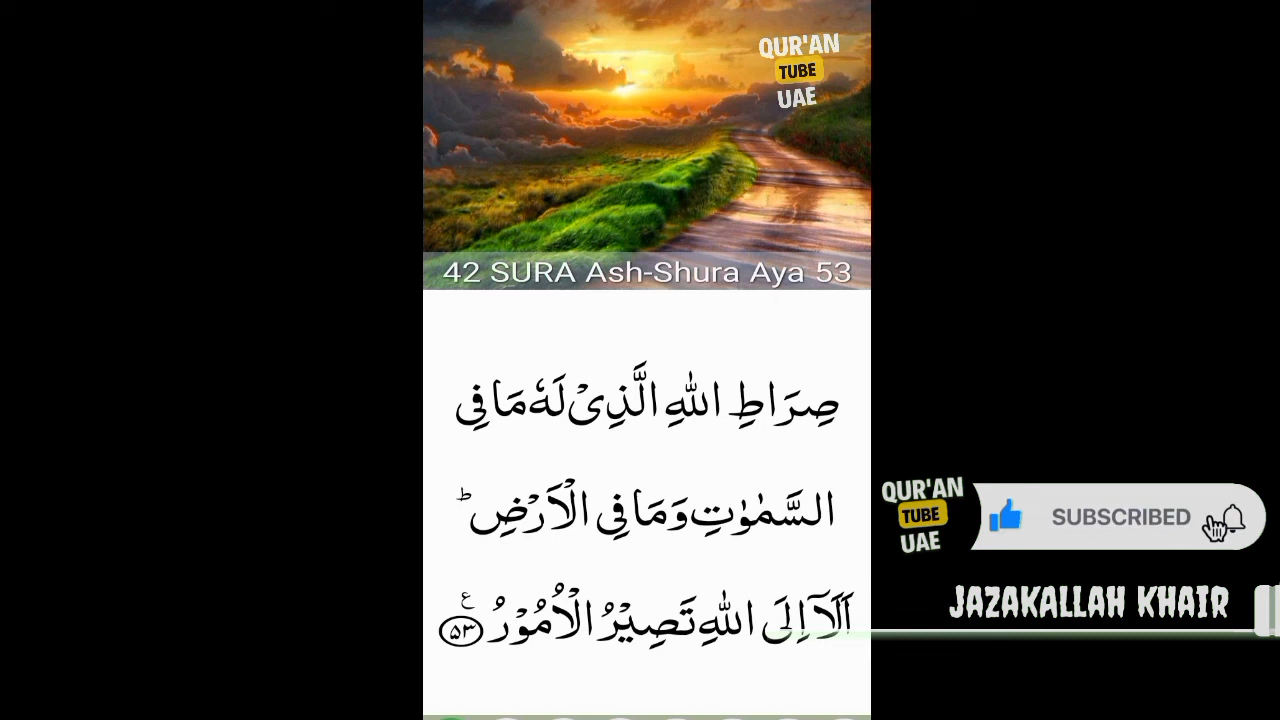 QUR'AN
TUBE
UAE
42 SURA Ash-Shura Aya 53
صِرَاطِ اللّٰهِ الَّذِىْ لَهٗ مَا فِى
السَّمٰوٰتِ وَمَا فِى الْاَرْضِ ؕ
اَلَاۤ اِلَى اللّٰهِ تَصِيْرُ الْاُمُوْرُ ع ۵۳
QUR'AN
TUBE
UAE
SUBSCRIBED
JAZAKALLAH KHAIR